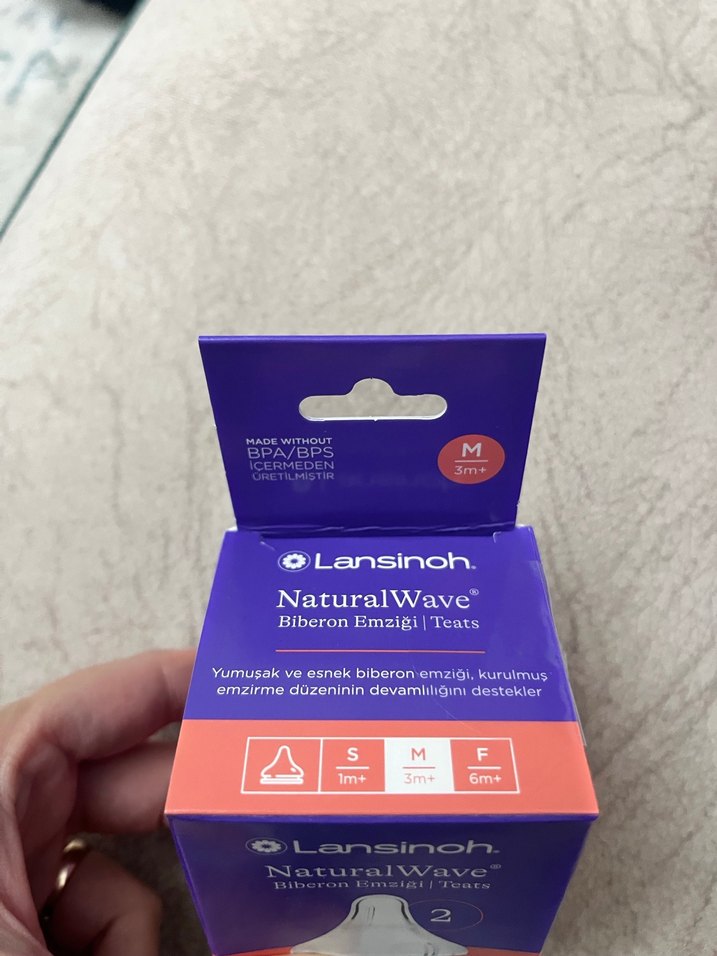 MADE WITHOUT
BPA/BPS
İÇERMEDEN
ÜRETİLMİŞTİR
M
3m+
Lansinoh®
NaturalWave®
Biberon Emziği | Teats
Yumuşak ve esnek biberon emziği, kurulmuş
emzirme düzeninin devamlılığını destekler
S
1m+
M
3m+
F
6m+
Lansinoh®
NaturalWave®
Biberon Emziği | Teats
2